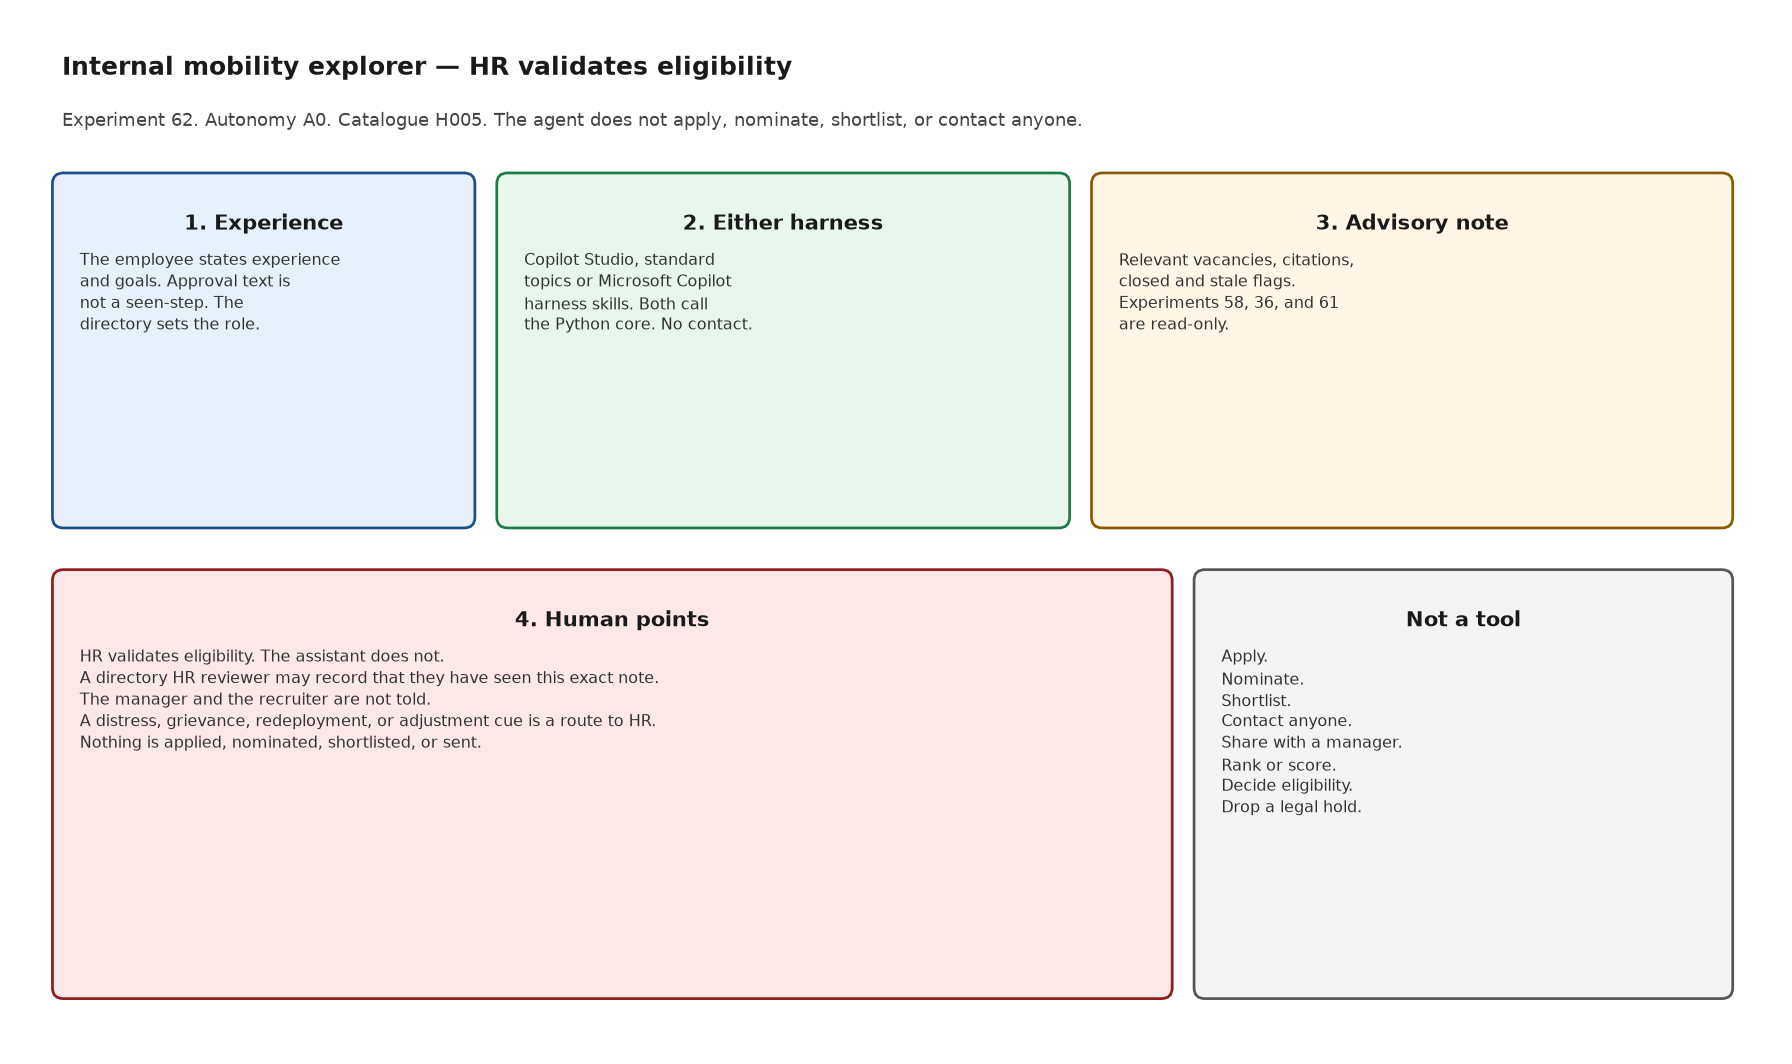 Internal mobility explorer — HR validates eligibility
Experiment 62. Autonomy A0. Catalogue H005. The agent does not apply, nominate, shortlist, or contact anyone.
1. Experience
The employee states experience
and goals. Approval text is
not a seen-step. The
directory sets the role.
2. Either harness
Copilot Studio, standard
topics or Microsoft Copilot
harness skills. Both call
the Python core. No contact.
3. Advisory note
Relevant vacancies, citations,
closed and stale flags.
Experiments 58, 36, and 61
are read-only.
4. Human points
HR validates eligibility. The assistant does not.
A directory HR reviewer may record that they have seen this exact note.
The manager and the recruiter are not told.
A distress, grievance, redeployment, or adjustment cue is a route to HR.
Nothing is applied, nominated, shortlisted, or sent.
Not a tool
Apply.
Nominate.
Shortlist.
Contact anyone.
Share with a manager.
Rank or score.
Decide eligibility.
Drop a legal hold.